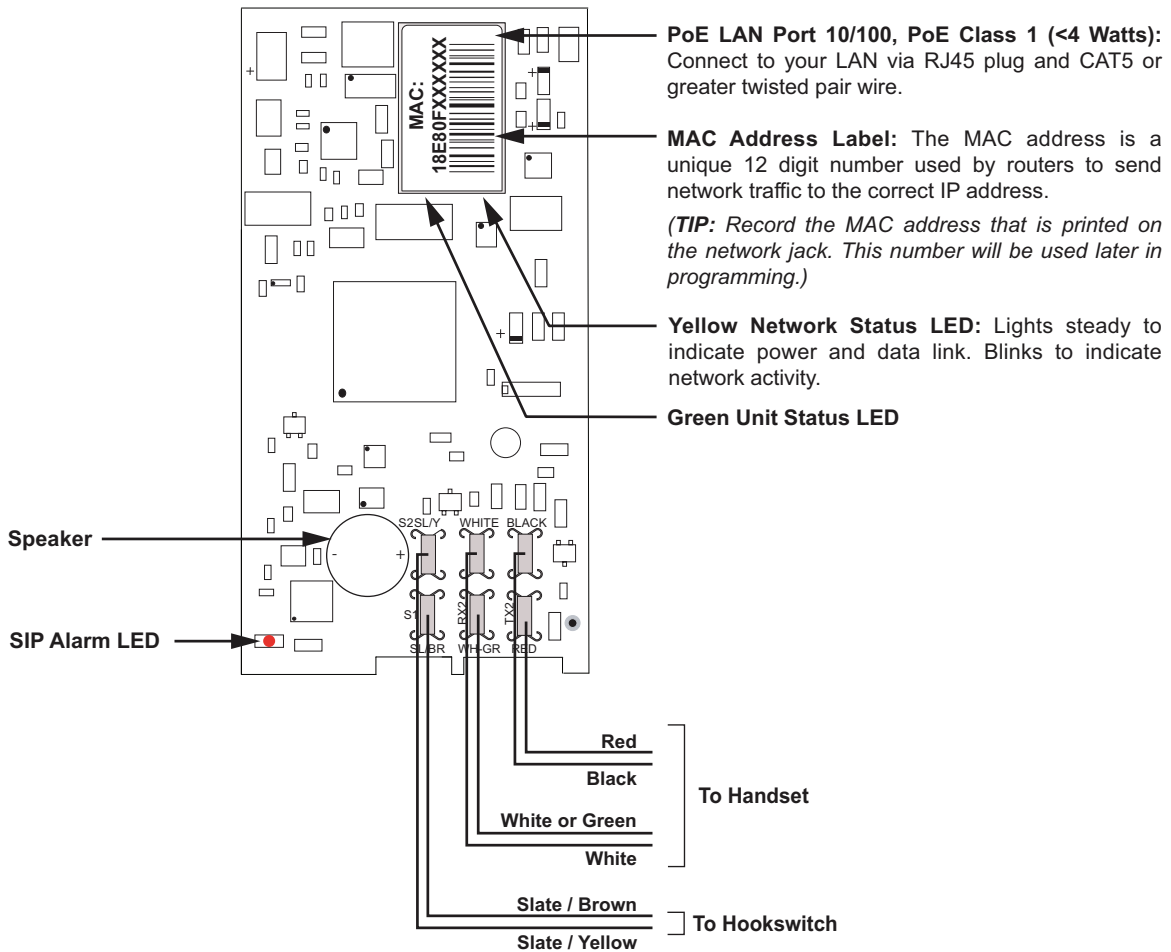 PoE LAN Port 10/100, PoE Class 1 (<4 Watts):
Connect to your LAN via RJ45 plug and CAT5 or
greater twisted pair wire.
MAC Address Label: The MAC address is a
unique 12 digit number used by routers to send
network traffic to the correct IP address.
(TIP: Record the MAC address that is printed on
the network jack. This number will be used later in
programming.)
Yellow Network Status LED: Lights steady to
indicate power and data link. Blinks to indicate
network activity.
Green Unit Status LED
MAC:
18E80FXXXXXX
+
+
+
+
Speaker
-
+
SIP Alarm LED
S2SL/Y
WHITE
BLACK
S1
RX2
TX2
SL/BR
WH-GR
RED
Red
Black
To Handset
White or Green
White
Slate / Brown
To Hookswitch
Slate / Yellow